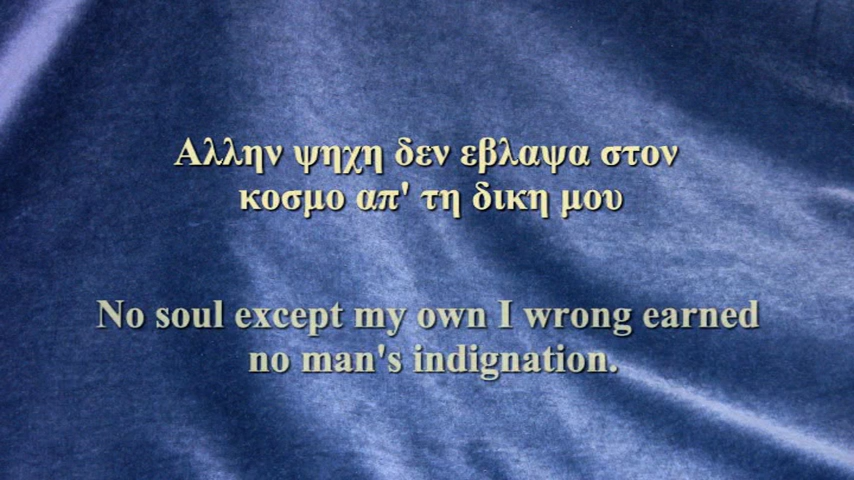 Αλλην ψηχη δεν εβλαψα στον
κοσμο απ' τη δικη μου
No soul except my own I wrong earned
no man's indignation.